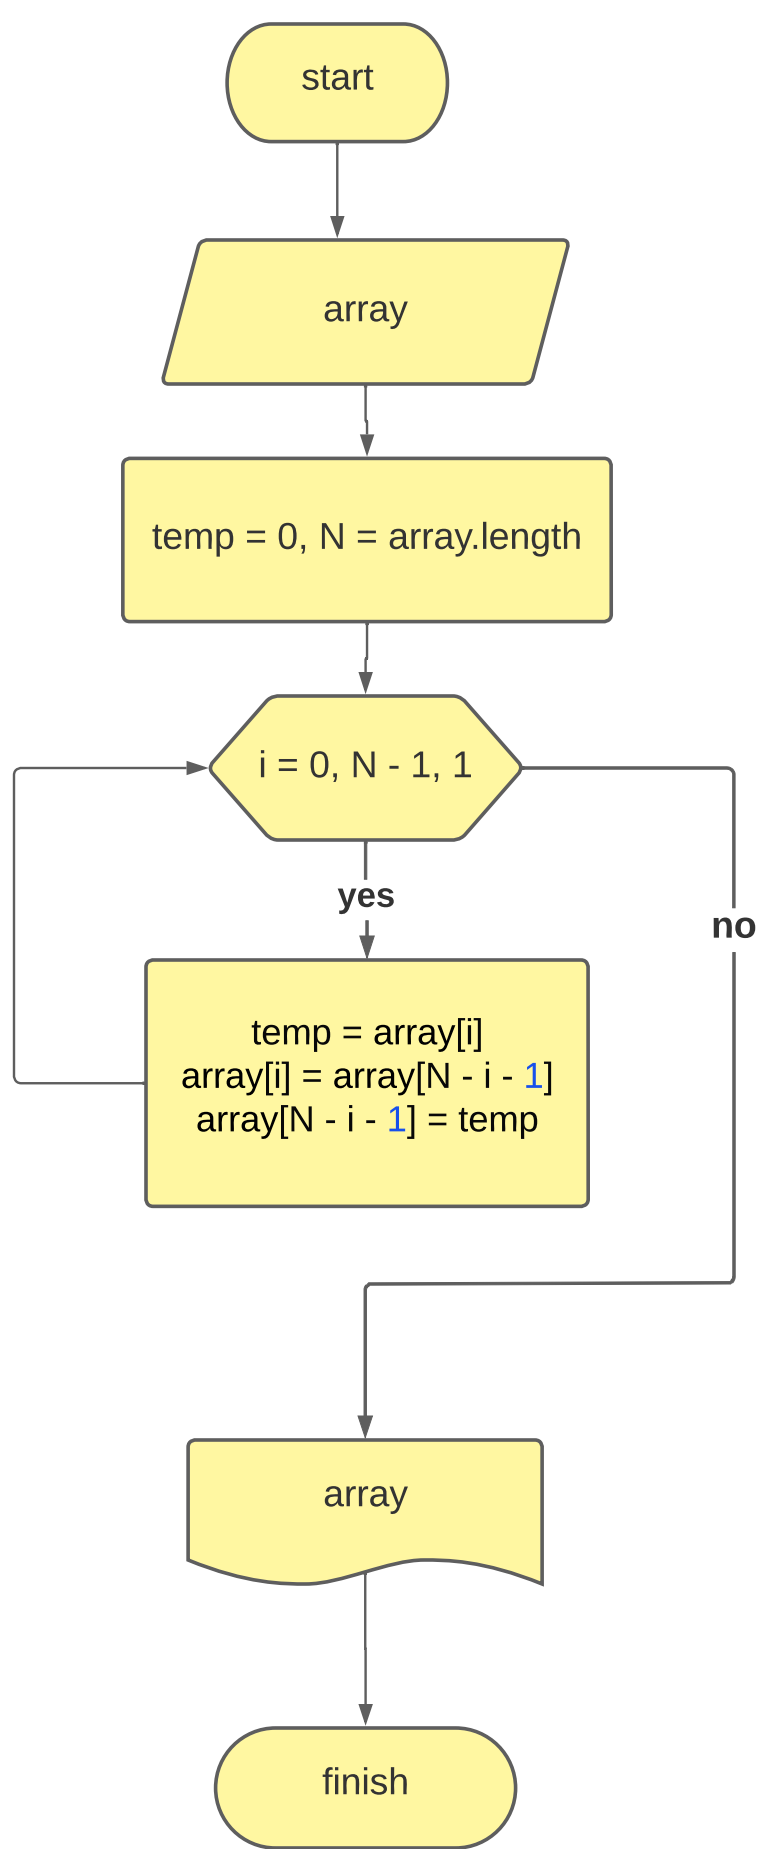 start
array
temp = 0, N = array.length
i = 0, N - 1, 1
yes
no
temp = array[i]
array[i] = array[N - i - 1]
array[N - i - 1] = temp
array
finish